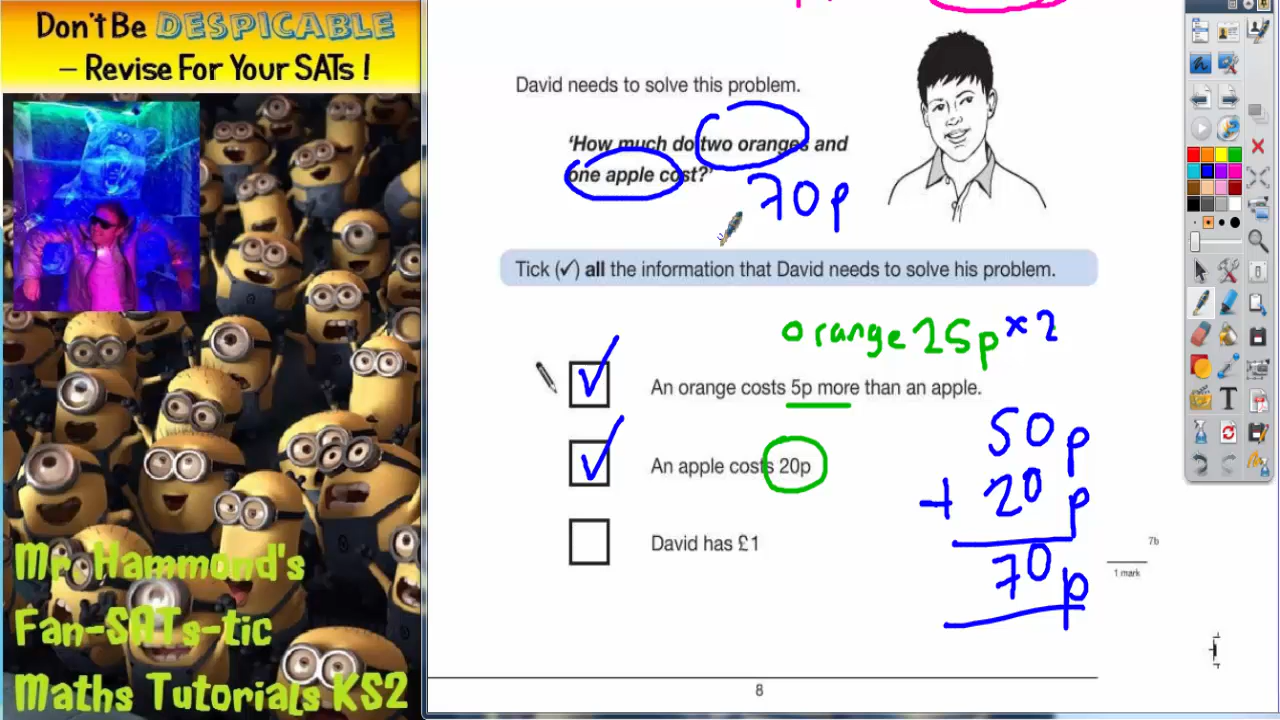 Don't Be DESPICABLE
– Revise For Your SATs !
Mr Hammond's
Fan-SATs-tic
Maths Tutorials KS2
David needs to solve this problem.
'How much do two oranges and
one apple cost?'
70p
Tick (✓) all the information that David needs to solve his problem.
orange 25p x 2
An orange costs 5p more than an apple.
An apple costs 20p
David has £1
50p
+ 20p
70p
7b
1 mark
8